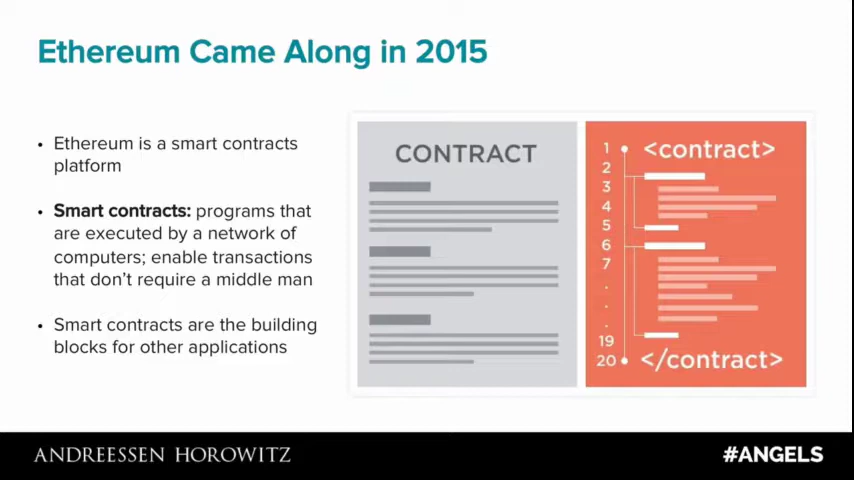 Ethereum Came Along in 2015
• Ethereum is a smart contracts
platform
• Smart contracts: programs that
are executed by a network of
computers; enable transactions
that don’t require a middle man
• Smart contracts are the building
blocks for other applications
CONTRACT
1 <contract>
2
3
4
5
6
7
.
.
.
19
20 </contract>
ANDREESSEN HOROWITZ
#ANGELS